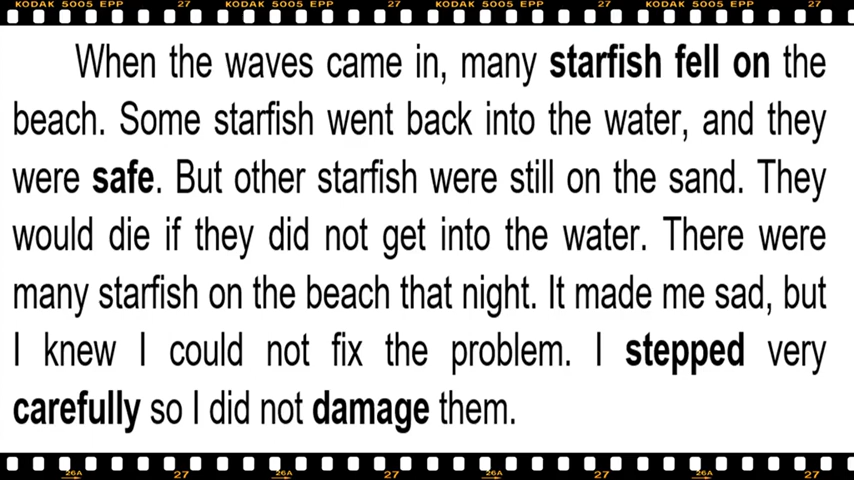 KODAK 5005 EPP 27 KODAK 5005 EPP 27 KODAK 5005 EPP 27 KODAK 5005 EPP 27
When the waves came in, many starfish fell on the
beach. Some starfish went back into the water, and they
were safe. But other starfish were still on the sand. They
would die if they did not get into the water. There were
many starfish on the beach that night. It made me sad, but
I knew I could not fix the problem. I stepped very
carefully so I did not damage them.
26A 27 26A 27 26A 27 26A 27